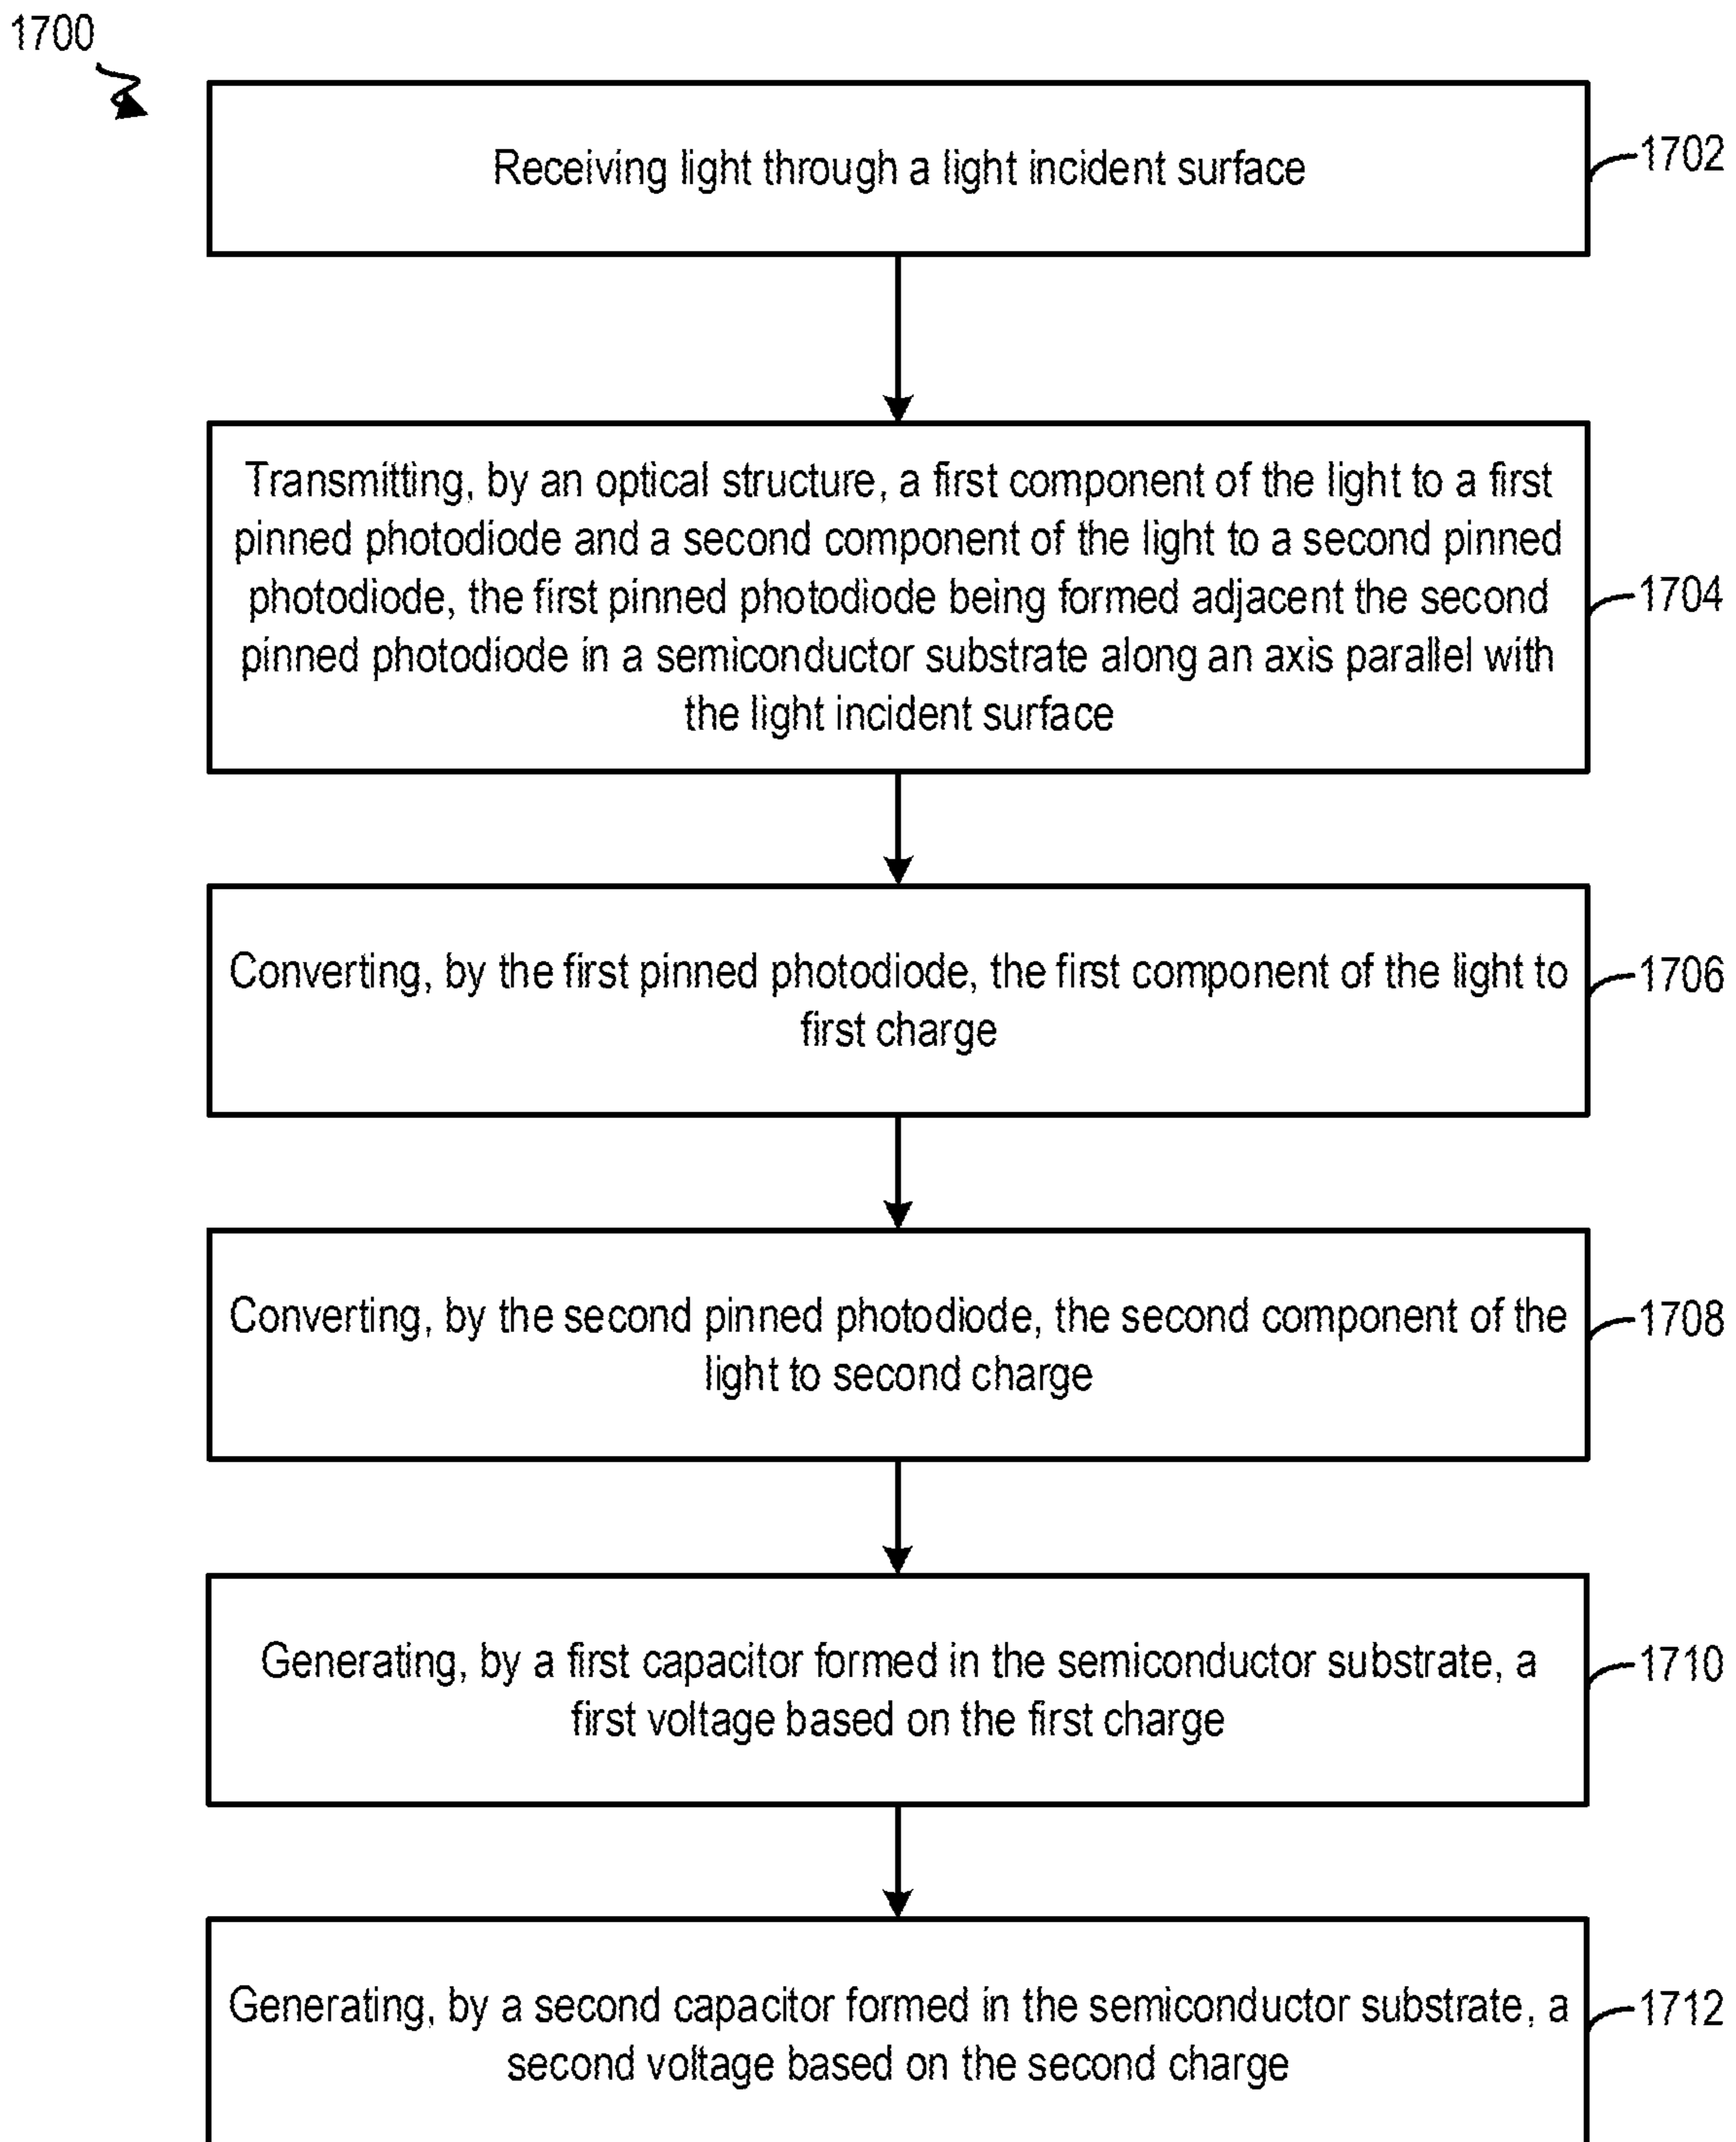 1700
Receiving light through a light incident surface
1702
Transmitting, by an optical structure, a first component of the light to a first
pinned photodiode and a second component of the light to a second pinned
photodiode, the first pinned photodiode being formed adjacent the second
pinned photodiode in a semiconductor substrate along an axis parallel with
the light incident surface
1704
Converting, by the first pinned photodiode, the first component of the light to
first charge
1706
Converting, by the second pinned photodiode, the second component of the
light to second charge
1708
Generating, by a first capacitor formed in the semiconductor substrate, a
first voltage based on the first charge
1710
Generating, by a second capacitor formed in the semiconductor substrate, a
second voltage based on the second charge
1712